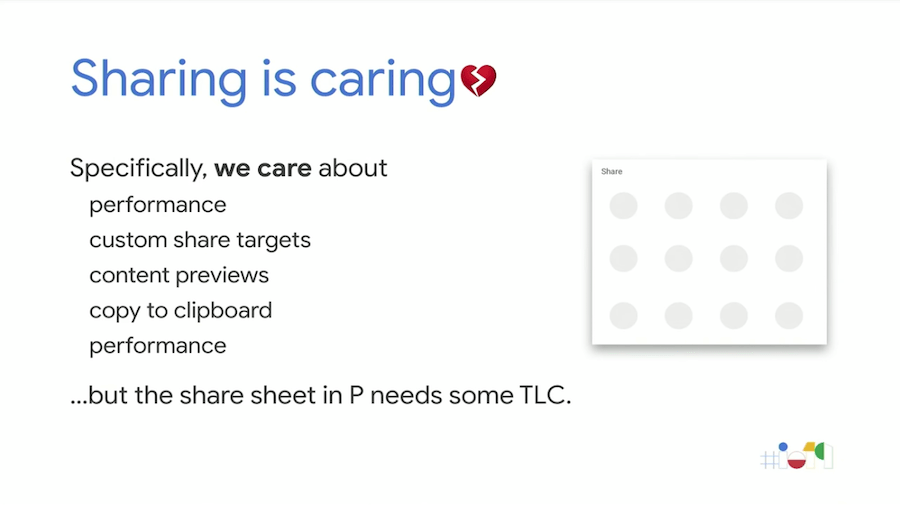 Sharing is caring💔
Specifically, we care about
performance
custom share targets
content previews
copy to clipboard
performance
...but the share sheet in P needs some TLC.
Share
#io19